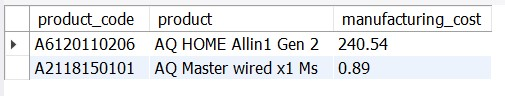 product_code product manufacturing_cost
A6120110206 AQ HOME Allin1 Gen 2 240.54
A2118150101 AQ Master wired x1 Ms 0.89